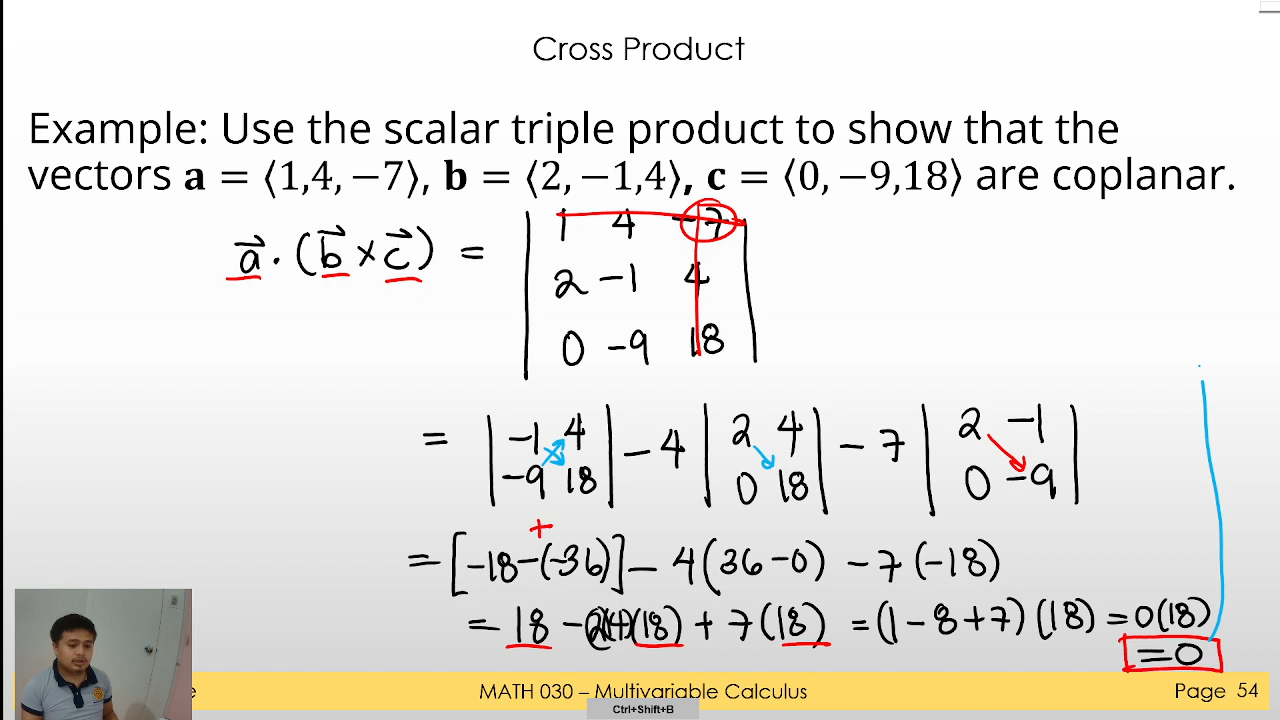 Cross Product
Example: Use the scalar triple product to show that the
vectors a = ⟨1,4,−7⟩, b = ⟨2,−1,4⟩, c = ⟨0,−9,18⟩ are coplanar.
a⃗ · (b⃗ × c⃗) = | 1 4 −7
2 −1 4
0 −9 18 |
= | −1 4 | − 4 | 2 4 | − 7 | 2 −1 |
| −9 18 | | 0 18 | | 0 −9 |
+
= [−18 −(−36)] − 4(36−0) − 7(−18)
= 18 − (18) + 7(18) = (1−8+7)(18) = 0(18)
= 0
e MATH 030 – Multivariable Calculus Page 54
Ctrl+Shift+B